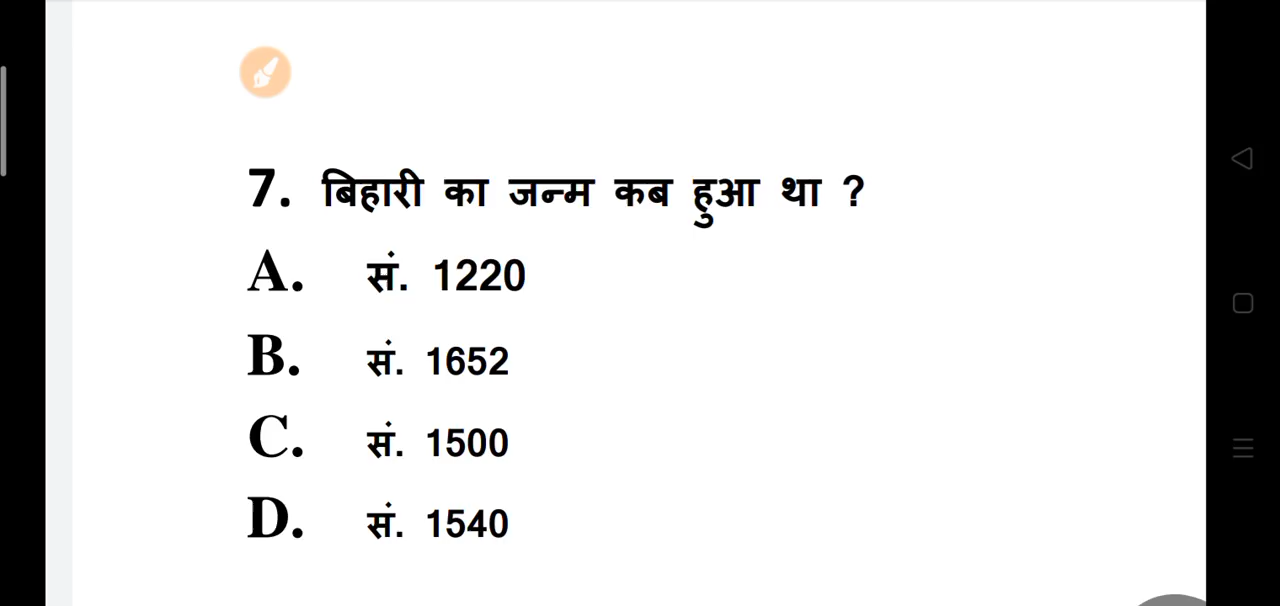 7. बिहारी का जन्म कब हुआ था ?
A. सं. 1220
B. सं. 1652
C. सं. 1500
D. सं. 1540